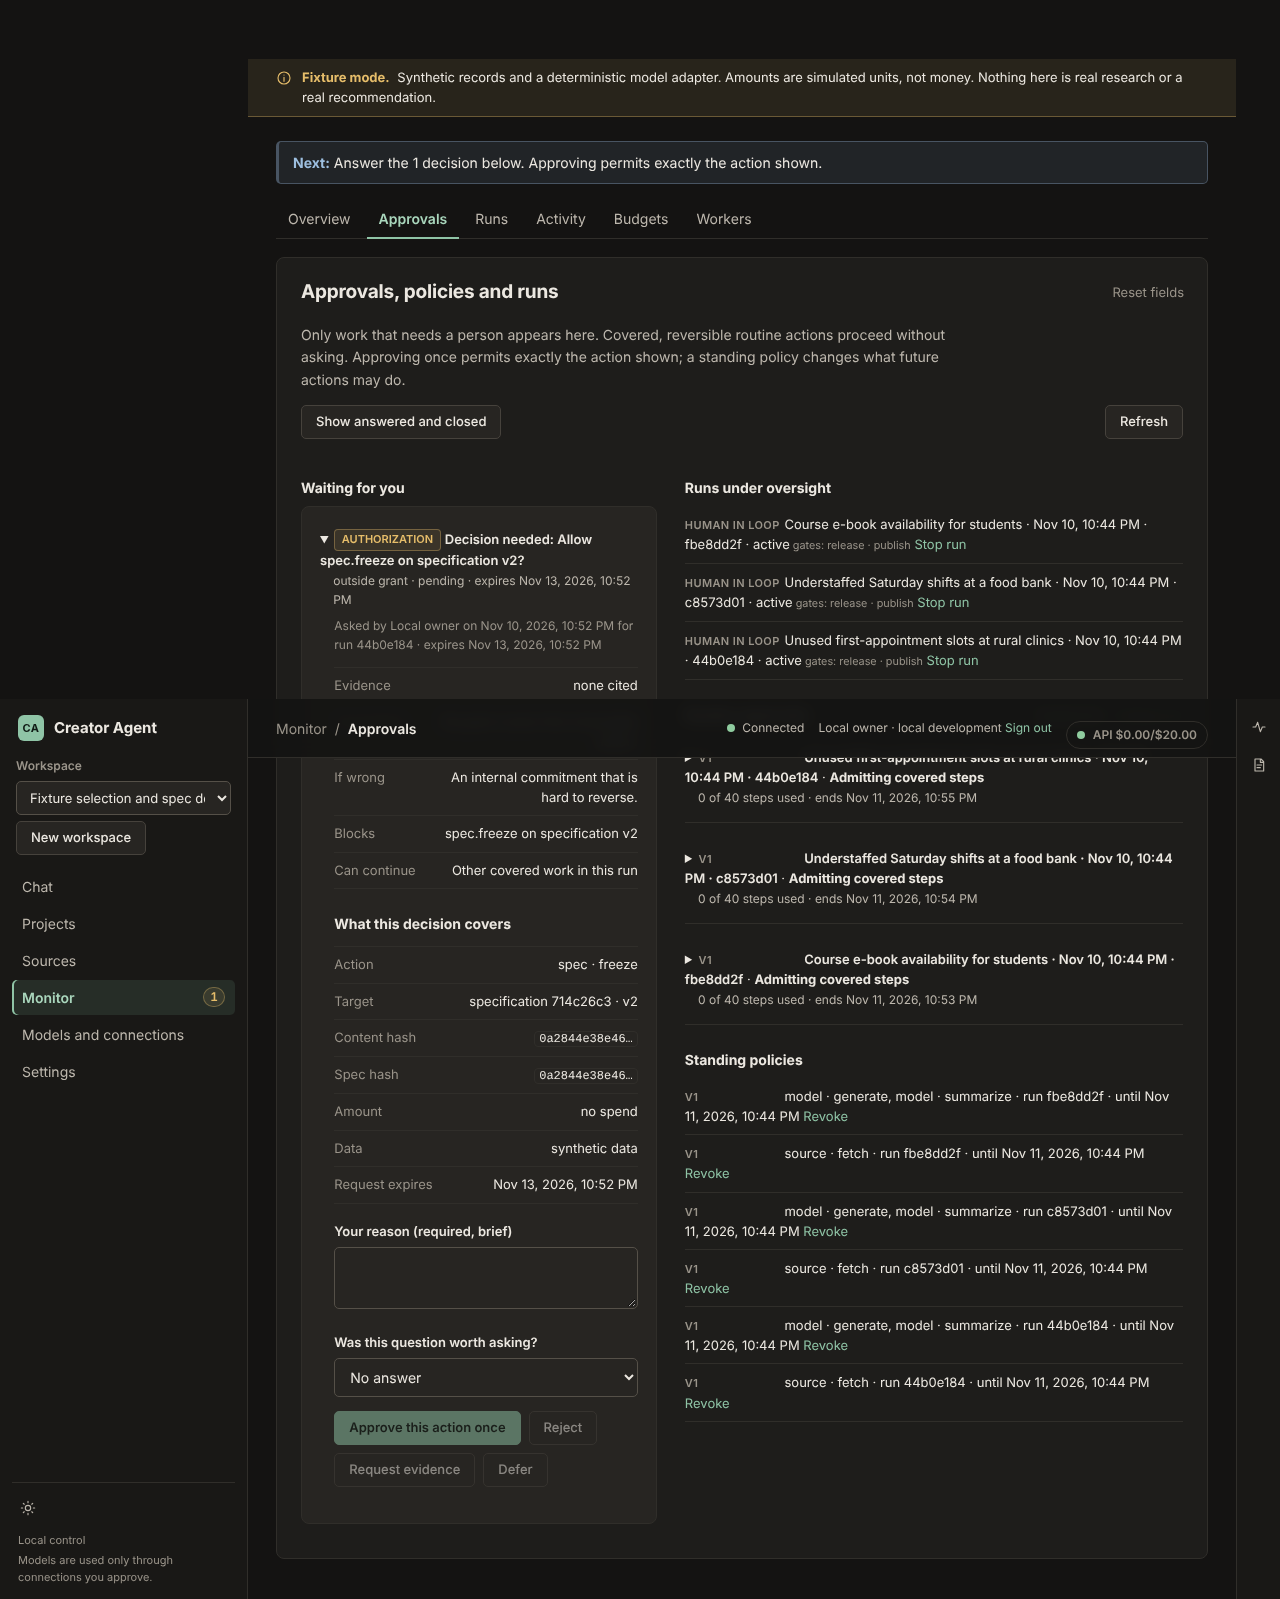 Fixture mode. Synthetic records and a deterministic model adapter. Amounts are simulated units, not money. Nothing here is real research or a
real recommendation.
Next: Answer the 1 decision below. Approving permits exactly the action shown.
Overview
Approvals
Runs
Activity
Budgets
Workers
Approvals, policies and runs
Reset fields
Only work that needs a person appears here. Covered, reversible routine actions proceed without
asking. Approving once permits exactly the action shown; a standing policy changes what future
actions may do.
Show answered and closed
Refresh
Waiting for you
AUTHORIZATION Decision needed: Allow
spec.freeze on specification v2?
outside grant · pending · expires Nov 13, 2026, 10:52
PM
Asked by Local owner on Nov 10, 2026, 10:52 PM for
run 44b0e184 · expires Nov 13, 2026, 10:52 PM
Evidence none cited
Runs under oversight
HUMAN IN LOOP Course e-book availability for students · Nov 10, 10:44 PM ·
fbe8dd2f · active gates: release · publish Stop run
HUMAN IN LOOP Understaffed Saturday shifts at a food bank · Nov 10, 10:44 PM ·
c8573d01 · active gates: release · publish Stop run
HUMAN IN LOOP Unused first-appointment slots at rural clinics · Nov 10, 10:44 PM
· 44b0e184 · active gates: release · publish Stop run
CA Creator Agent
Workspace
Fixture selection and spec d
New workspace
Chat
Projects
Sources
Monitor 1
Models and connections
Settings
Local control
Models are used only through
connections you approve.
Monitor / Approvals
Connected
Local owner · local development Sign out
API $0.00/$20.00
If wrong An internal commitment that is
hard to reverse.
Blocks spec.freeze on specification v2
Can continue Other covered work in this run
What this decision covers
Action spec · freeze
Target specification 714c26c3 · v2
Content hash 0a2844e38e46…
Spec hash 0a2844e38e46…
Amount no spend
Data synthetic data
Request expires Nov 13, 2026, 10:52 PM
Your reason (required, brief)
Was this question worth asking?
No answer
Approve this action once
Reject
Request evidence
Defer
V1 Unused first-appointment slots at rural clinics · Nov 10,
10:44 PM · 44b0e184 · Admitting covered steps
0 of 40 steps used · ends Nov 11, 2026, 10:55 PM
V1 Understaffed Saturday shifts at a food bank · Nov 10, 10:44
PM · c8573d01 · Admitting covered steps
0 of 40 steps used · ends Nov 11, 2026, 10:54 PM
V1 Course e-book availability for students · Nov 10, 10:44 PM ·
fbe8dd2f · Admitting covered steps
0 of 40 steps used · ends Nov 11, 2026, 10:53 PM
Standing policies
V1 model · generate, model · summarize · run fbe8dd2f · until Nov
11, 2026, 10:44 PM Revoke
V1 source · fetch · run fbe8dd2f · until Nov 11, 2026, 10:44 PM
Revoke
V1 model · generate, model · summarize · run c8573d01 · until Nov
11, 2026, 10:44 PM Revoke
V1 source · fetch · run c8573d01 · until Nov 11, 2026, 10:44 PM
Revoke
V1 model · generate, model · summarize · run 44b0e184 · until Nov
11, 2026, 10:44 PM Revoke
V1 source · fetch · run 44b0e184 · until Nov 11, 2026, 10:44 PM
Revoke